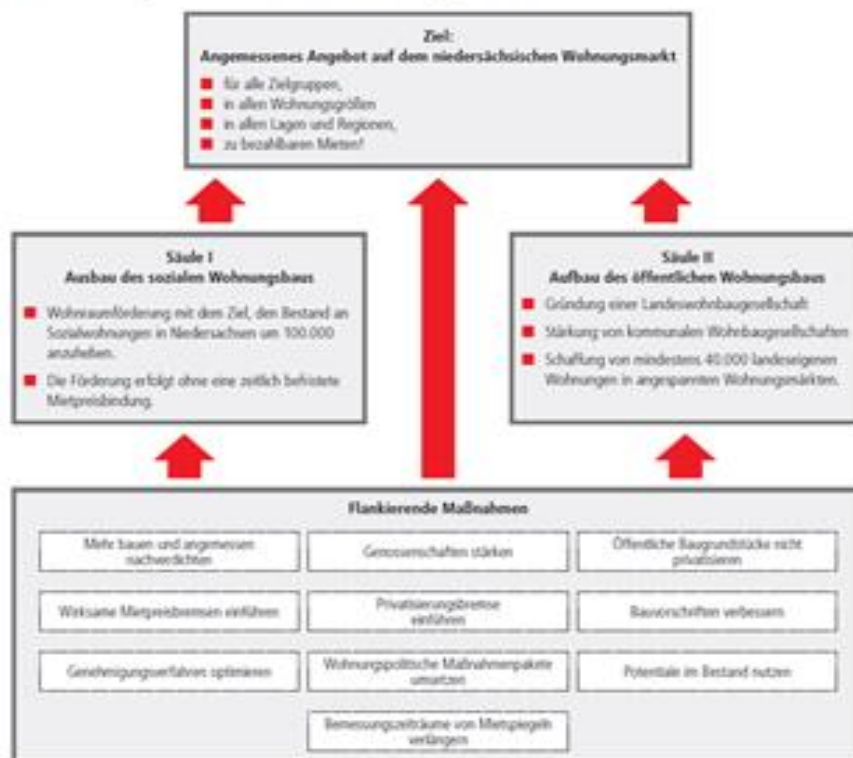 Ziel:
Angemessenes Angebot auf dem niedersächsischen Wohnungsmarkt
für alle Zielgruppen,
in allen Wohnungsgrößen
in allen Lagen und Regionen,
zu bezahlbaren Mieten!
Säule I
Ausbau des sozialen Wohnungsbaus
Wohnraumförderung mit dem Ziel, den Bestand an
Sozialwohnungen in Niedersachsen um 100.000
anzuheben.
Die Förderung erfolgt ohne eine zeitlich befristete
Mietpreisbindung.
Säule II
Aufbau des öffentlichen Wohnungsbaus
Gründung einer Landeswohnbaugesellschaft
Stärkung von kommunalen Wohnbaugesellschaften
Schaffung von mindestens 40.000 landeseigenen
Wohnungen in angespannten Wohnungsmärkten.
Flankierende Maßnahmen
Mehr bauen und angemessen
nachverdichten
Genossenschaften stärken
Öffentliche Baugrundstücke nicht
privatisieren
Wirksame Mietpreisbremsen einführen
Privatisierungsbremse
einführen
Bauvorschriften verbessern
Genehmigungsverfahren optimieren
Wohnungspolitische Maßnahmenpakete
umsetzen
Potentiale im Bestand nutzen
Bemessungszeiträume von Mietspiegeln
verlängern